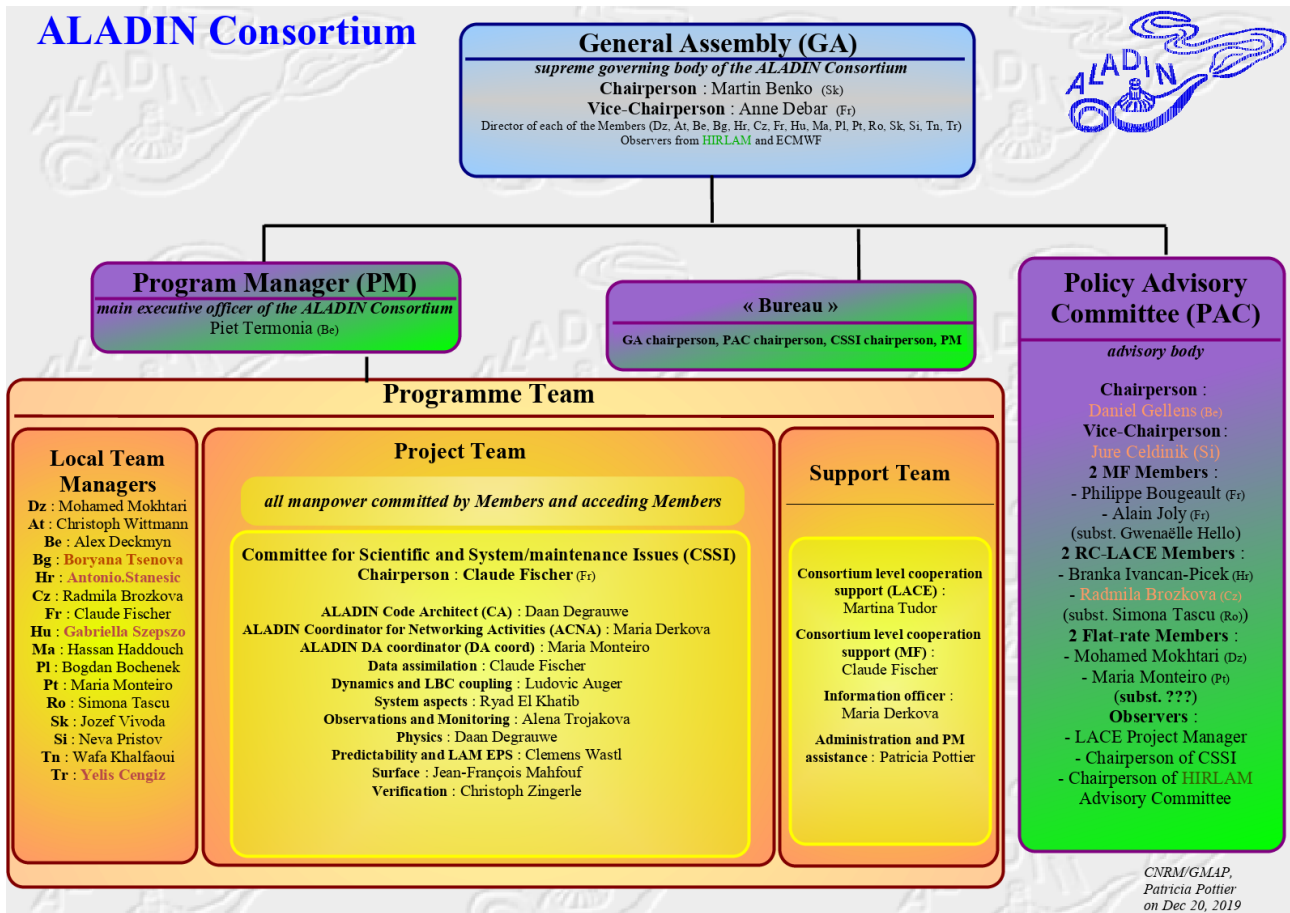 ALADIN Consortium
General Assembly (GA)
supreme governing body of the ALADIN Consortium
Chairperson : Martin Benko (Sk)
Vice-Chairperson : Anne Debar (Fr)
Director of each of the Members (Dz, At, Be, Bg, Hr, Cz, Fr, Hu, Ma, Pl, Pt, Ro, Sk, Si, Tn, Tr)
Observers from HIRLAM and ECMWF
ALADIN
Program Manager (PM)
main executive officer of the ALADIN Consortium
Piet Termonia (Be)
« Bureau »
GA chairperson, PAC chairperson, CSSI chairperson, PM
Policy Advisory
Committee (PAC)
advisory body
Chairperson :
Daniel Gellens (Be)
Vice-Chairperson :
Jure Celdinik (Si)
2 MF Members :
- Philippe Bougeault (Fr)
- Alain Joly (Fr)
(subst. Gwenaëlle Hello)
2 RC-LACE Members :
- Branka Ivancan-Picek (Hr)
- Radmila Brozkova (Cz)
(subst. Simona Tascu (Ro))
2 Flat-rate Members :
- Mohamed Mokhtari (Dz)
- Maria Monteiro (Pt)
(subst. ???)
Observers :
- LACE Project Manager
- Chairperson of CSSI
- Chairperson of HIRLAM
Advisory Committee
Programme Team
Local Team
Managers
Dz : Mohamed Mokhtari
At : Christoph Wittmann
Be : Alex Deckmyn
Bg : Boryana Tsenova
Hr : Antonio.Stanesic
Cz : Radmila Brozkova
Fr : Claude Fischer
Hu : Gabriella Szepszo
Ma : Hassan Haddouch
Pl : Bogdan Bochenek
Pt : Maria Monteiro
Ro : Simona Tascu
Sk : Jozef Vivoda
Si : Neva Pristov
Tn : Wafa Khalfaoui
Tr : Yelis Cengiz
Project Team
all manpower committed by Members and acceding Members
Committee for Scientific and System/maintenance Issues (CSSI)
Chairperson : Claude Fischer (Fr)
ALADIN Code Architect (CA) : Daan Degrauwe
ALADIN Coordinator for Networking Activities (ACNA) : Maria Derkova
ALADIN DA coordinator (DA coord) : Maria Monteiro
Data assimilation : Claude Fischer
Dynamics and LBC coupling : Ludovic Auger
System aspects : Ryad El Khatib
Observations and Monitoring : Alena Trojakova
Physics : Daan Degrauwe
Predictability and LAM EPS : Clemens Wastl
Surface : Jean-François Mahfouf
Verification : Christoph Zingerle
Support Team
Consortium level cooperation
support (LACE) :
Martina Tudor
Consortium level cooperation
support (MF) :
Claude Fischer
Information officer :
Maria Derkova
Administration and PM
assistance : Patricia Pottier
CNRM/GMAP,
Patricia Pottier
on Dec 20, 2019